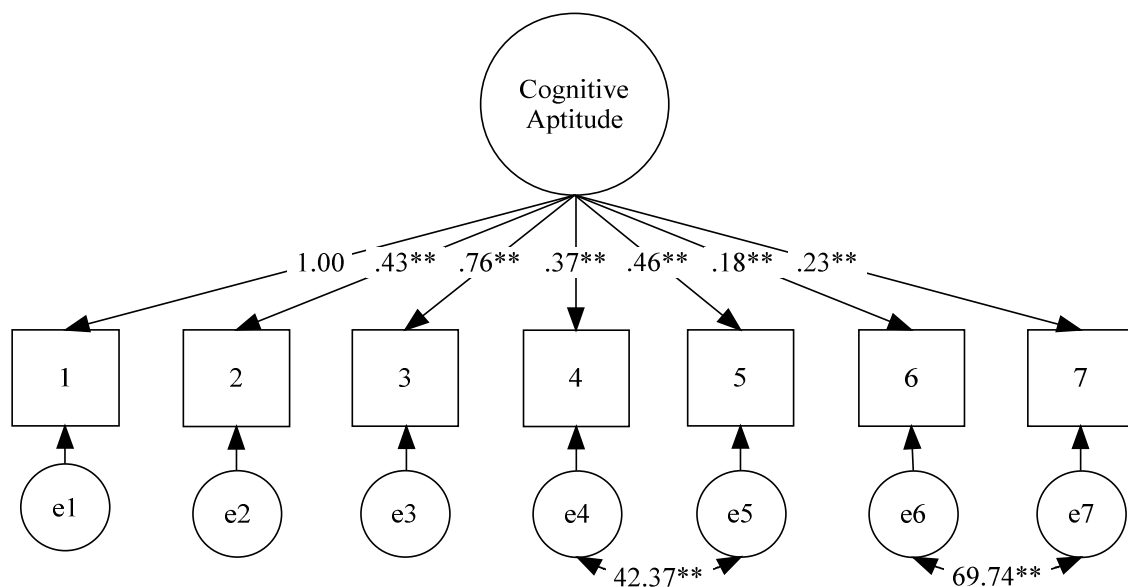 Cognitive
Aptitude
1.00 .43** .76** .37** .46** .18** .23**
1 2 3 4 5 6 7
e1 e2 e3 e4 e5 e6 e7
42.37** 69.74**